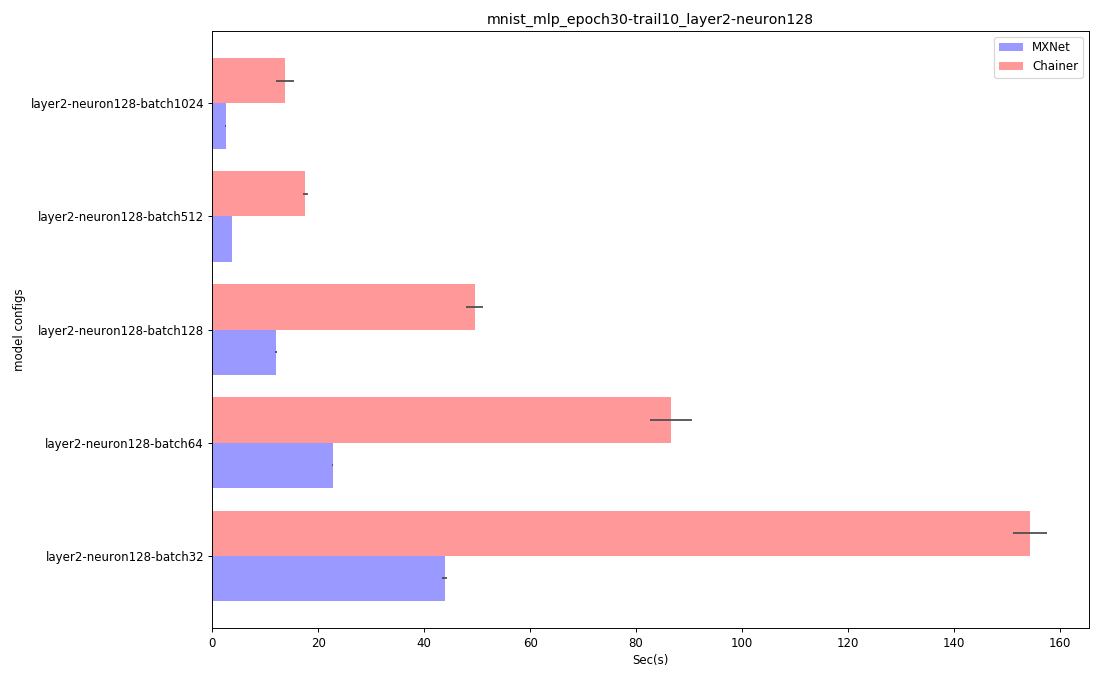 mnist_mlp_epoch30-trail10_layer2-neuron128
MXNet
Chainer
layer2-neuron128-batch1024
layer2-neuron128-batch512
layer2-neuron128-batch128
layer2-neuron128-batch64
layer2-neuron128-batch32
model configs
0 20 40 60 80 100 120 140 160
Sec(s)